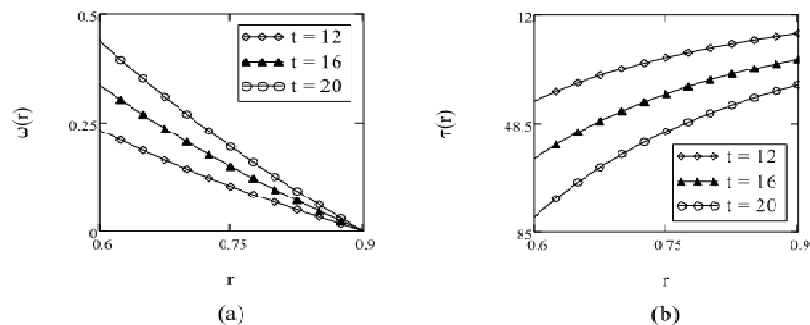 0.5
t = 12
t = 16
t = 20
ω(r)
0.25
0
0.6
0.75
0.9
r
(a)
12
τ(r)
48.5
t = 12
t = 16
t = 20
85
0.6
0.75
0.9
r
(b)